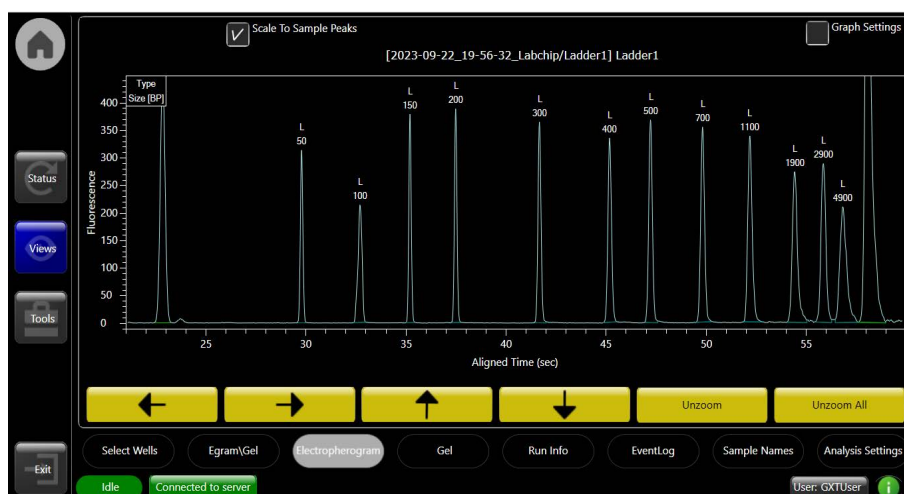 Scale To Sample Peaks
Graph Settings
[2023-09-22_19-56-32_Labchip/Ladder1] Ladder1
Type
Size [BP]
L
50
L
100
L
150
L
200
L
300
L
400
L
500
L
700
L
1100
L
1900
L
2900
L
4900
400
350
300
250
200
150
100
50
0
Fluorescence
25
30
35
40
45
50
55
Aligned Time (sec)
Status
Views
Tools
Exit
Unzoom
Unzoom All
Select Wells
Egram\Gel
Electropherogram
Gel
Run Info
EventLog
Sample Names
Analysis Settings
Idle
Connected to server
User: GXTUser
i